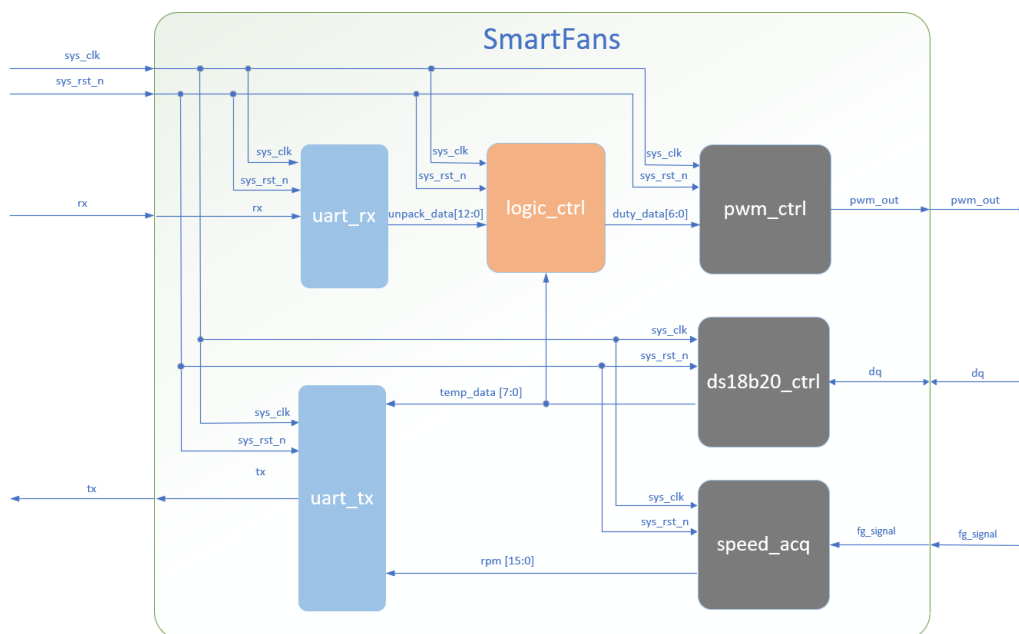 SmartFans
sys_clk
sys_rst_n
sys_clk
sys_clk
sys_clk
sys_rst_n
sys_rst_n
sys_rst_n
rx
rx
uart_rx
unpack_data[12:0]
logic_ctrl
duty_data[6:0]
pwm_ctrl
pwm_out
pwm_out
sys_clk
sys_rst_n
ds18b20_ctrl
dq
dq
temp_data [7:0]
sys_clk
sys_rst_n
tx
tx
uart_tx
sys_clk
sys_rst_n
speed_acq
fg_signal
fg_signal
rpm [15:0]